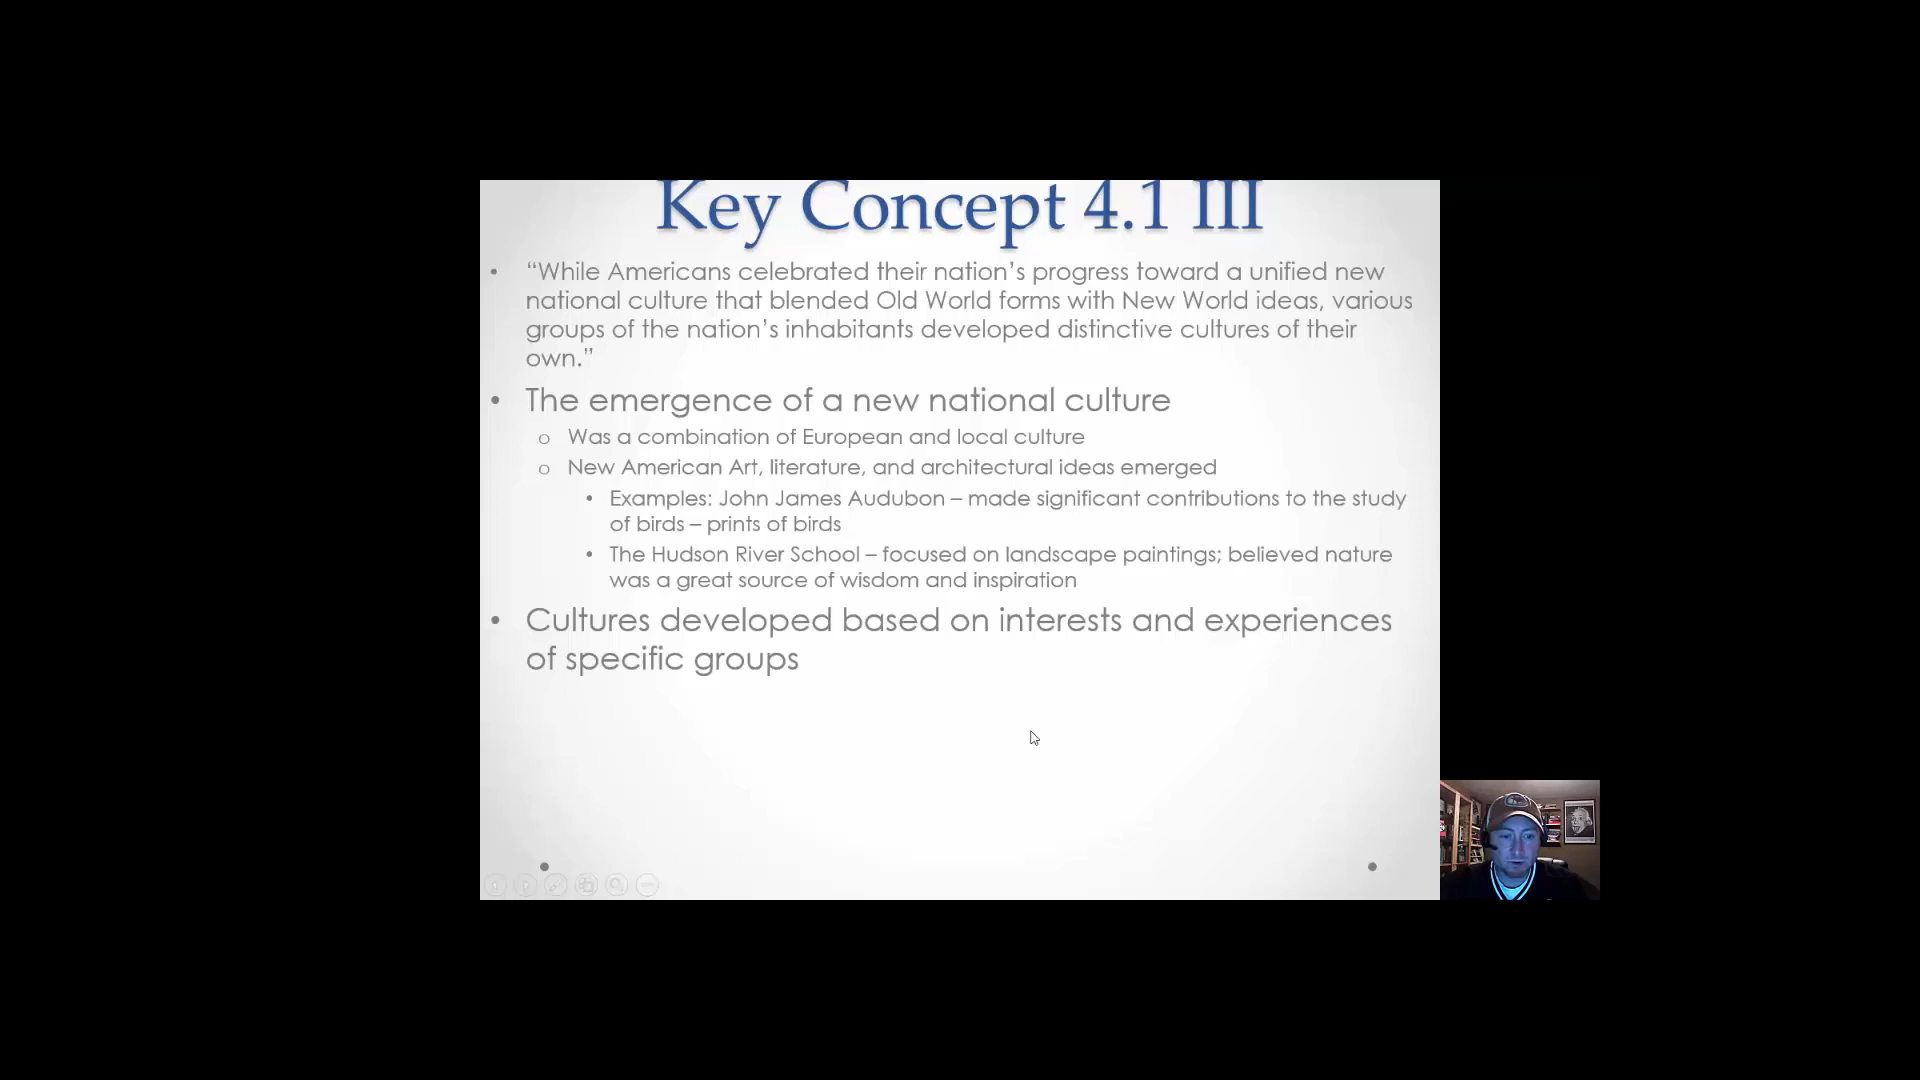 Key Concept 4.1 III
• “While Americans celebrated their nation’s progress toward a unified new
national culture that blended Old World forms with New World ideas, various
groups of the nation’s inhabitants developed distinctive cultures of their
own.”
• The emergence of a new national culture
o Was a combination of European and local culture
o New American Art, literature, and architectural ideas emerged
• Examples: John James Audubon – made significant contributions to the study
of birds – prints of birds
• The Hudson River School – focused on landscape paintings; believed nature
was a great source of wisdom and inspiration
• Cultures developed based on interests and experiences
of specific groups